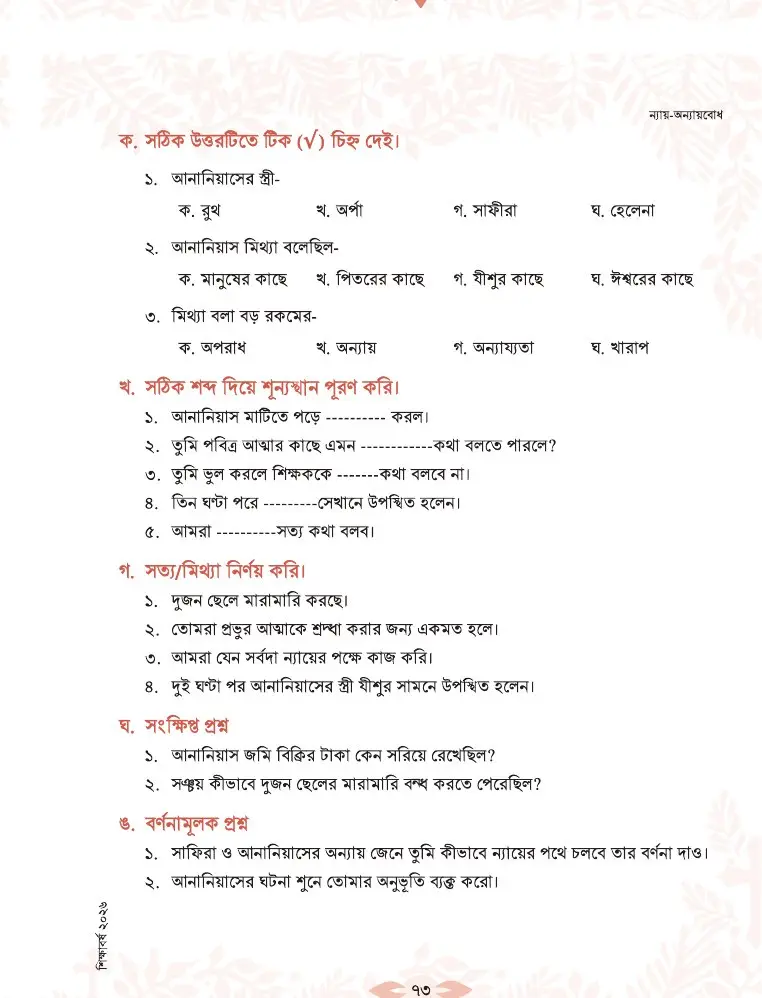 ন্যায়-অন্যায়বোধ
ক. সঠিক উত্তরটিতে টিক (√) চিহ্ন দেই।
১. আনানিয়াসের স্ত্রী-
ক. রুথ খ. অর্পা গ. সাফীরা ঘ. হেলেনা
২. আনানিয়াস মিথ্যা বলেছিল-
ক. মানুষের কাছে খ. পিতরের কাছে গ. যীশুর কাছে ঘ. ঈশ্বরের কাছে
৩. মিথ্যা বলা বড় রকমের-
ক. অপরাধ খ. অন্যায় গ. অন্যায্যতা ঘ. খারাপ
খ. সঠিক শব্দ দিয়ে শূন্যস্থান পূরণ করি।
১. আনানিয়াস মাটিতে পড়ে ---------- করল।
২. তুমি পবিত্র আত্মার কাছে এমন ------------কথা বলতে পারলে?
৩. তুমি ভুল করলে শিক্ষককে -------কথা বলবে না।
৪. তিন ঘণ্টা পরে ---------সেখানে উপস্থিত হলেন।
৫. আমরা ----------সত্য কথা বলব।
গ. সত্য/মিথ্যা নির্ণয় করি।
১. দুজন ছেলে মারামারি করছে।
২. তোমরা প্রভুর আত্মাকে শ্রদ্ধা করার জন্য একমত হলে।
৩. আমরা যেন সর্বদা ন্যায়ের পক্ষে কাজ করি।
৪. দুই ঘণ্টা পর আনানিয়াসের স্ত্রী যীশুর সামনে উপস্থিত হলেন।
ঘ. সংক্ষিপ্ত প্রশ্ন
১. আনানিয়াস জমি বিক্রির টাকা কেন সরিয়ে রেখেছিল?
২. সঞ্জয় কীভাবে দুজন ছেলের মারামারি বন্ধ করতে পেরেছিল?
ঙ. বর্ণনামূলক প্রশ্ন
১. সাফিরা ও আনানিয়াসের অন্যায় জেনে তুমি কীভাবে ন্যায়ের পথে চলবে তার বর্ণনা দাও।
২. আনানিয়াসের ঘটনা শুনে তোমার অনুভূতি ব্যক্ত করো।
শিক্ষাবর্ষ ২০২৬
৭৩